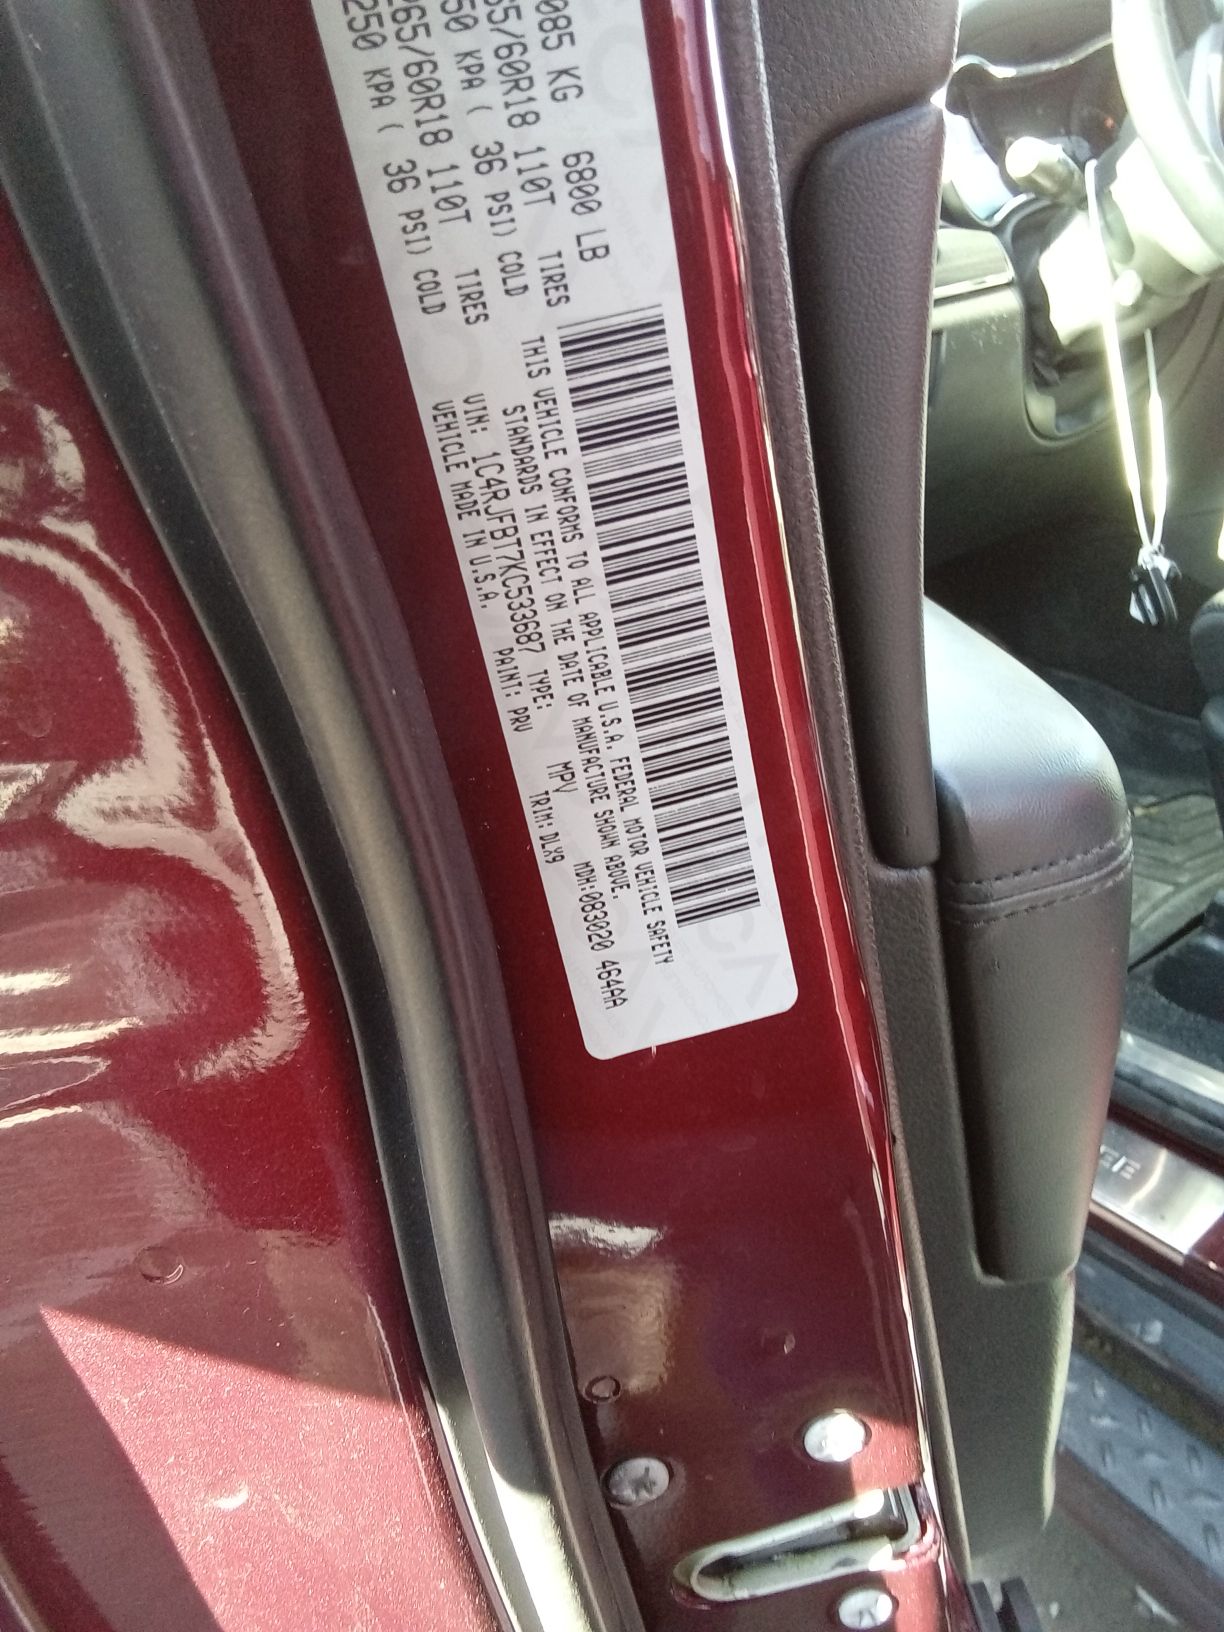 085 KG 6800 LB
65/60R18 110T TIRES
50 KPA ( 36 PSI) COLD
265/60R18 110T TIRES
250 KPA ( 36 PSI) COLD
THIS VEHICLE CONFORMS TO ALL APPLICABLE U.S.A. FEDERAL MOTOR VEHICLE SAFETY
STANDARDS IN EFFECT ON THE DATE OF MANUFACTURE SHOWN ABOVE.
VIN: 1C4RJFBT7KC533687 TYPE: MPV MDH:083020 464AA
VEHICLE MADE IN U.S.A. PAINT: PRV TRIM: DLX9